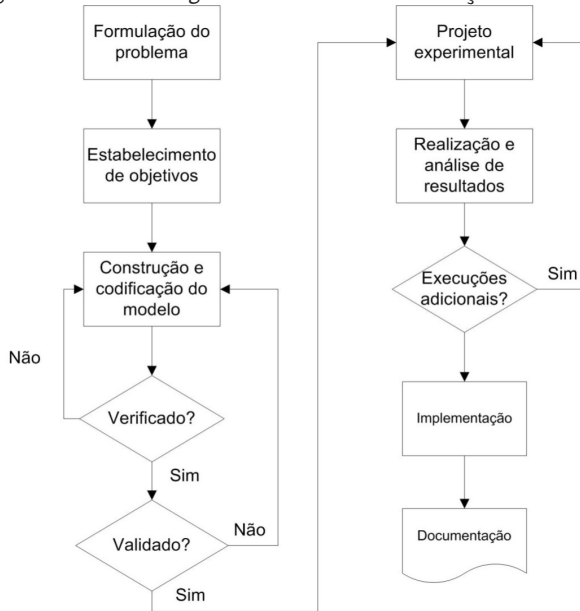 Formulação do
problema
Estabelecimento
de objetivos
Construção e
codificação do
modelo
Não
Verificado?
Sim
Validado?
Não
Sim
Projeto
experimental
Realização e
análise de
resultados
Execuções
adicionais?
Sim
Implementação
Documentação